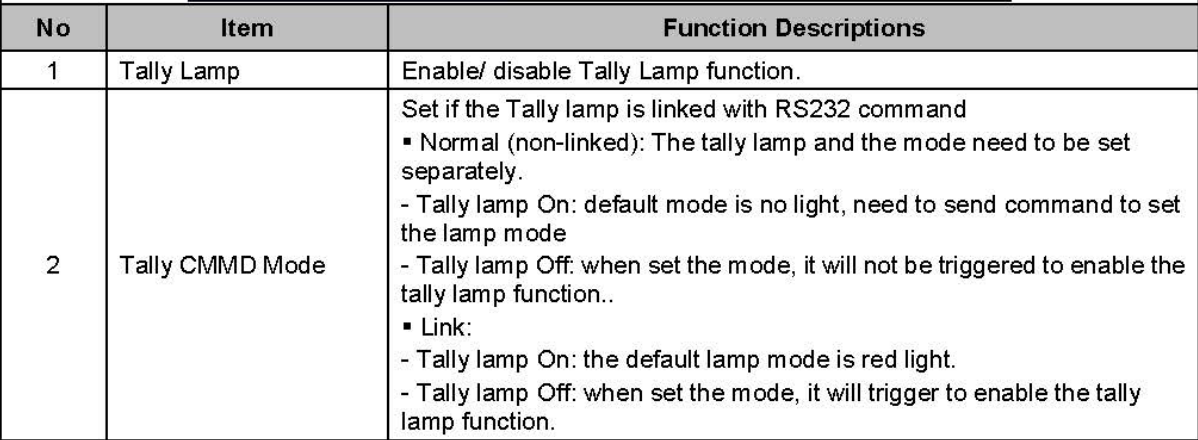 No Item Function Descriptions
1 Tally Lamp Enable/ disable Tally Lamp function.
Set if the Tally lamp is linked with RS232 command
▪ Normal (non-linked): The tally lamp and the mode need to be set
separately.
- Tally lamp On: default mode is no light, need to send command to set
the lamp mode
2 Tally CMMD Mode - Tally lamp Off: when set the mode, it will not be triggered to enable the
tally lamp function..
▪ Link:
- Tally lamp On: the default lamp mode is red light.
- Tally lamp Off: when set the mode, it will trigger to enable the tally
lamp function.